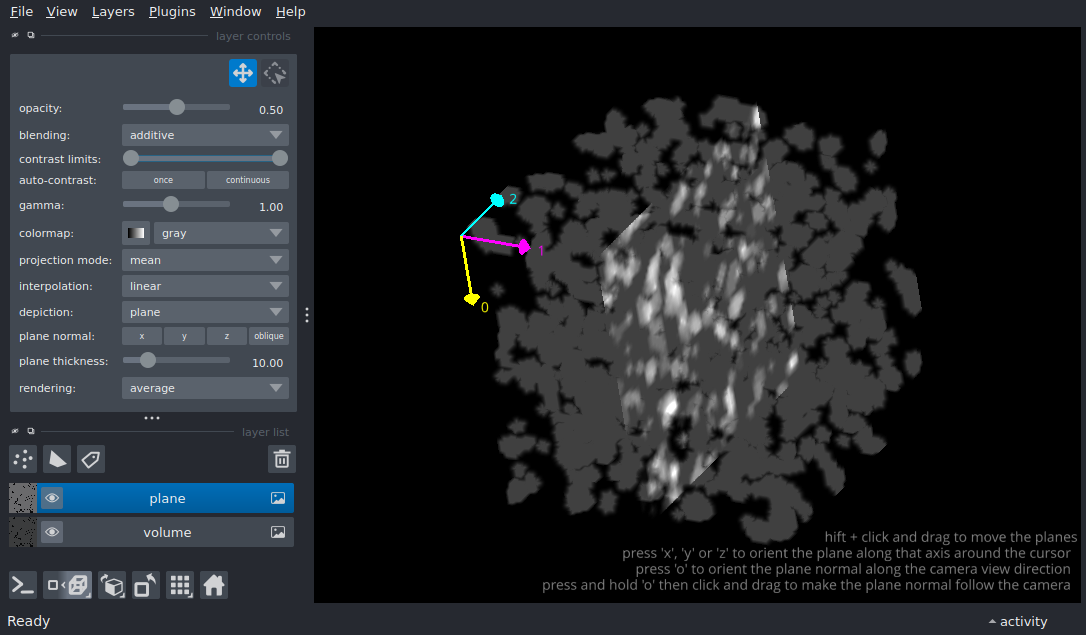 File View Layers Plugins Window Help
layer controls
opacity: 0.50
blending: additive
contrast limits:
auto-contrast: once continuous
gamma: 1.00
colormap: gray
projection mode: mean
interpolation: linear
depiction: plane
plane normal: x y z oblique
plane thickness: 10.00
rendering: average
layer list
plane
volume
2
1
0
hift + click and drag to move the planes
press 'x', 'y' or 'z' to orient the plane along that axis around the cursor
press 'o' to orient the plane normal along the camera view direction
press and hold 'o' then click and drag to make the plane normal follow the camera
Ready
activity